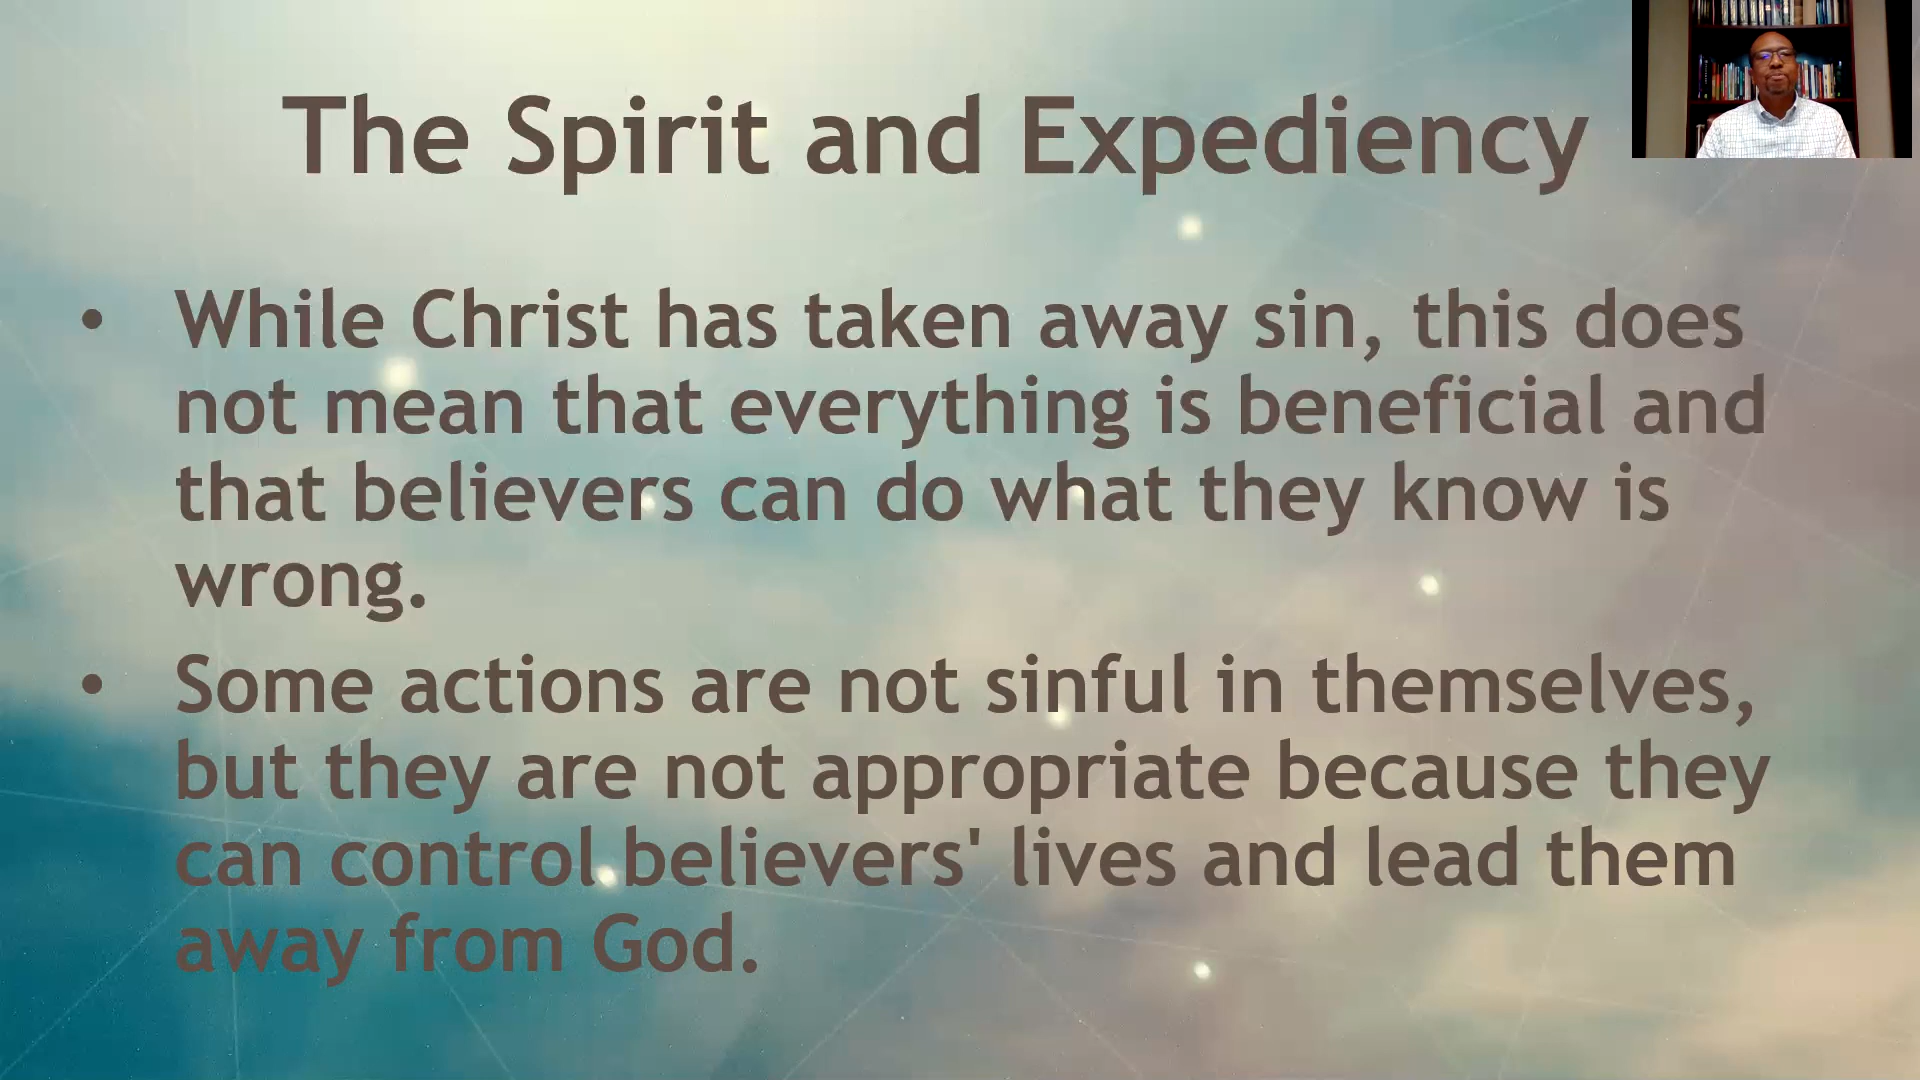 The Spirit and Expediency
• While Christ has taken away sin, this does
not mean that everything is beneficial and
that believers can do what they know is
wrong.
• Some actions are not sinful in themselves,
but they are not appropriate because they
can control believers' lives and lead them
away from God.